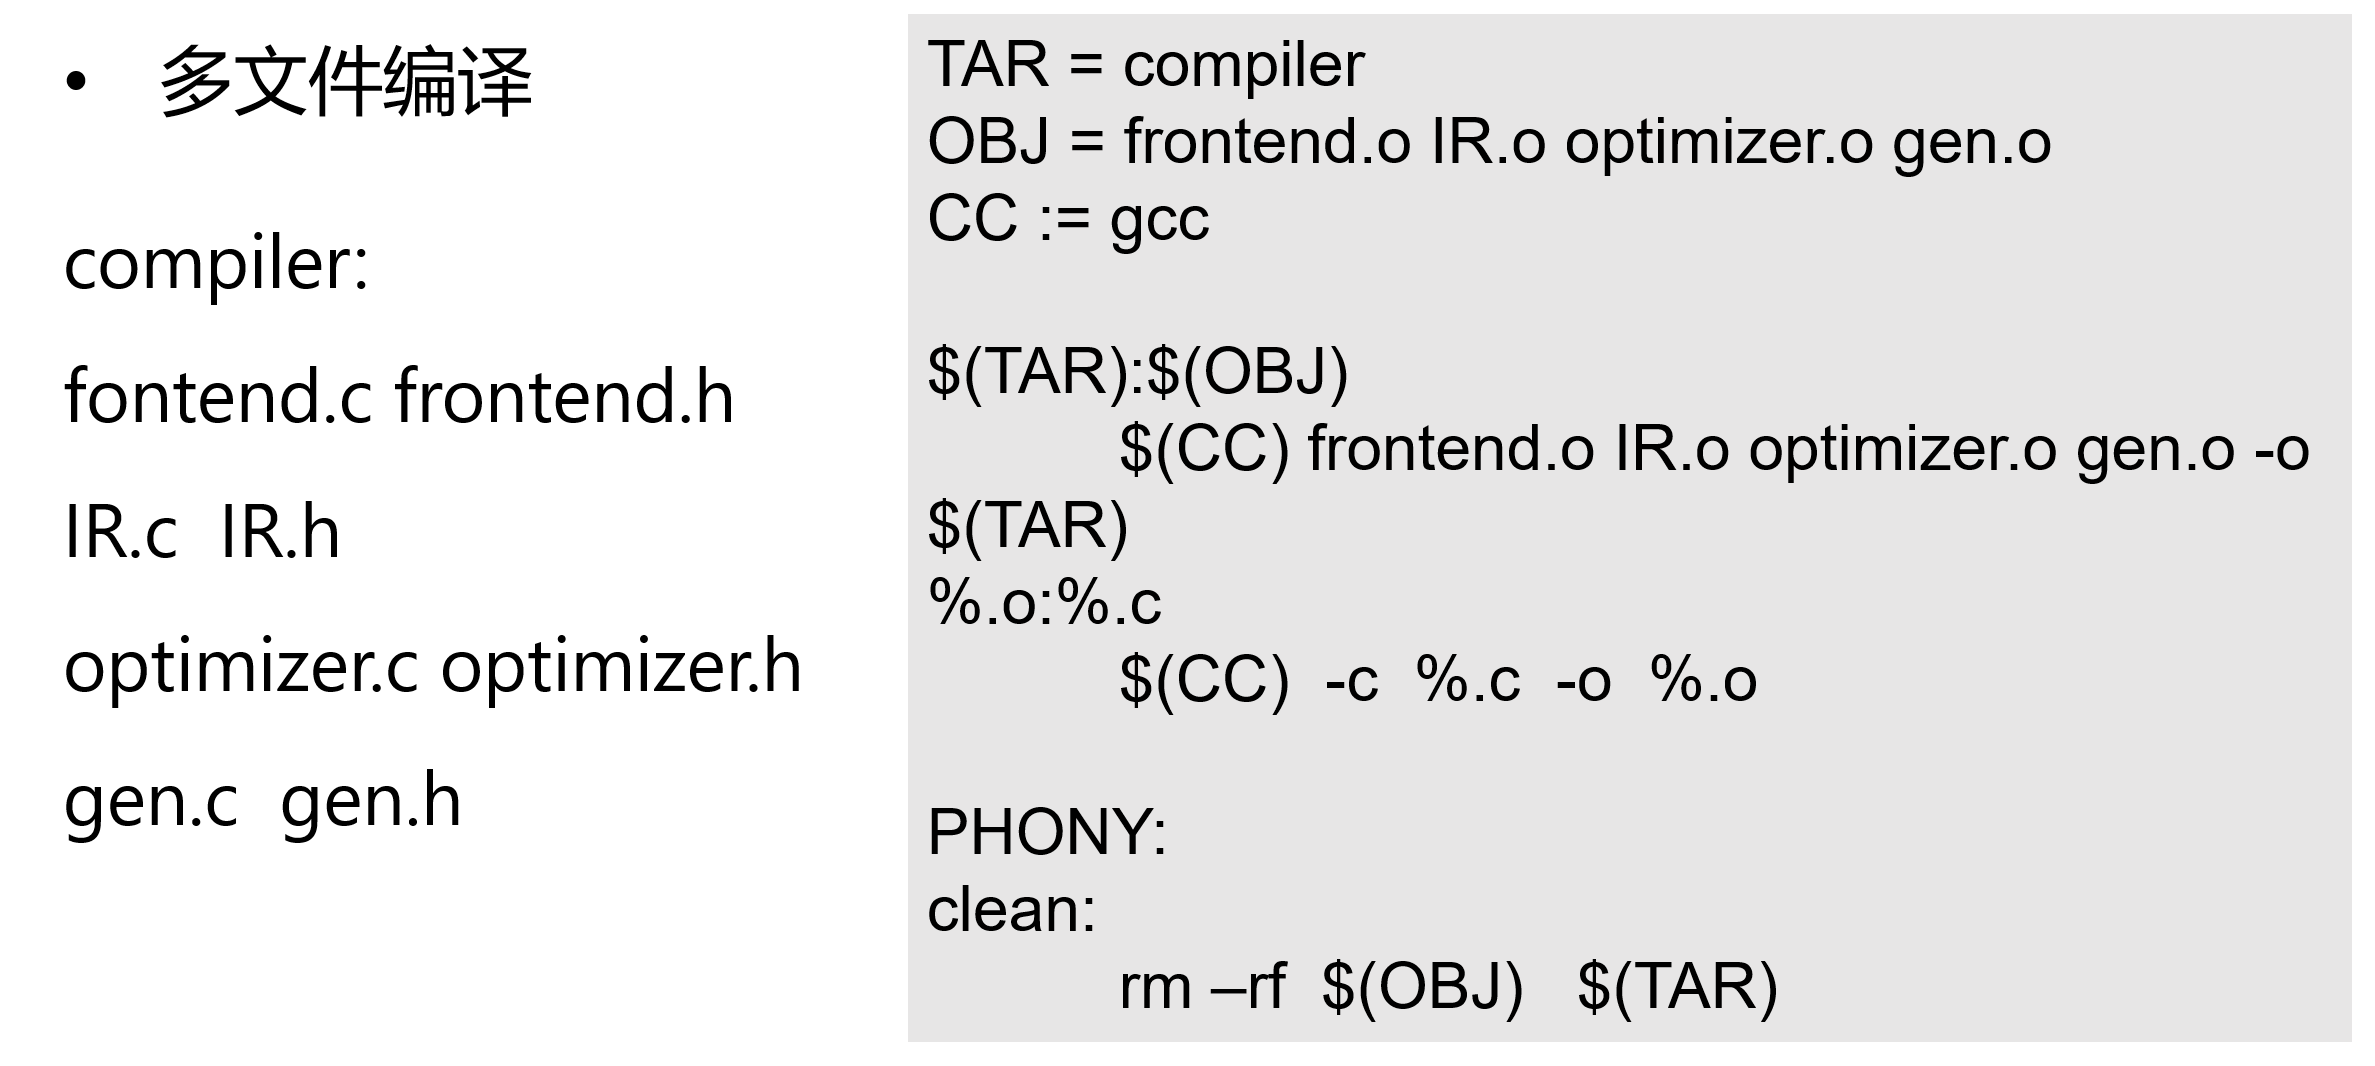 • 多文件编译
compiler:
fontend.c frontend.h
IR.c  IR.h
optimizer.c optimizer.h
gen.c  gen.h
TAR = compiler
OBJ = frontend.o IR.o optimizer.o gen.o
CC := gcc
$(TAR):$(OBJ)
$(CC) frontend.o IR.o optimizer.o gen.o -o
$(TAR)
%.o:%.c
$(CC)  -c  %.c  -o  %.o
PHONY:
clean:
rm –rf  $(OBJ)   $(TAR)